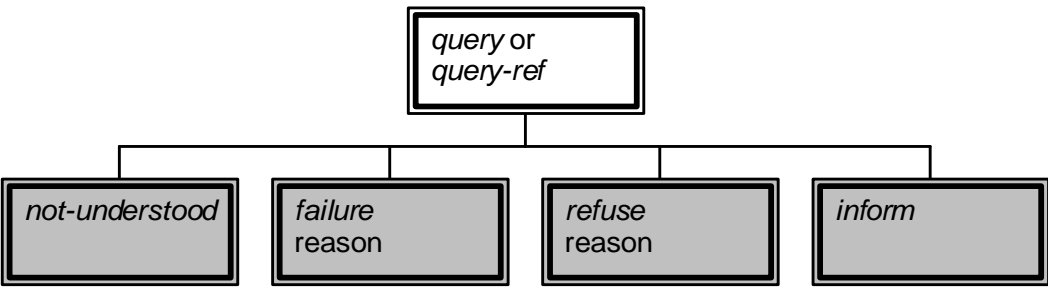 query or
query-ref
not-understood
failure
reason
refuse
reason
inform